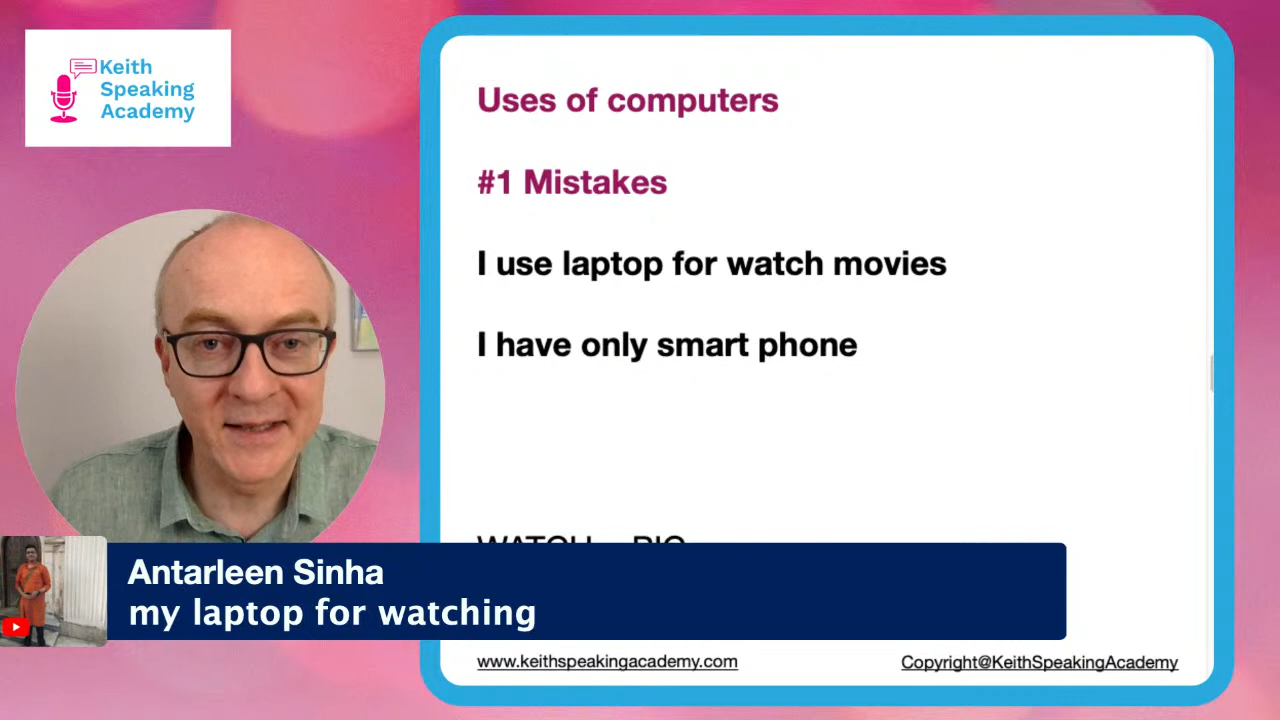 Keith
Speaking
Academy
Uses of computers
#1 Mistakes
I use laptop for watch movies
I have only smart phone
Antarleen Sinha
my laptop for watching
www.keithspeakingacademy.com
Copyright@KeithSpeakingAcademy